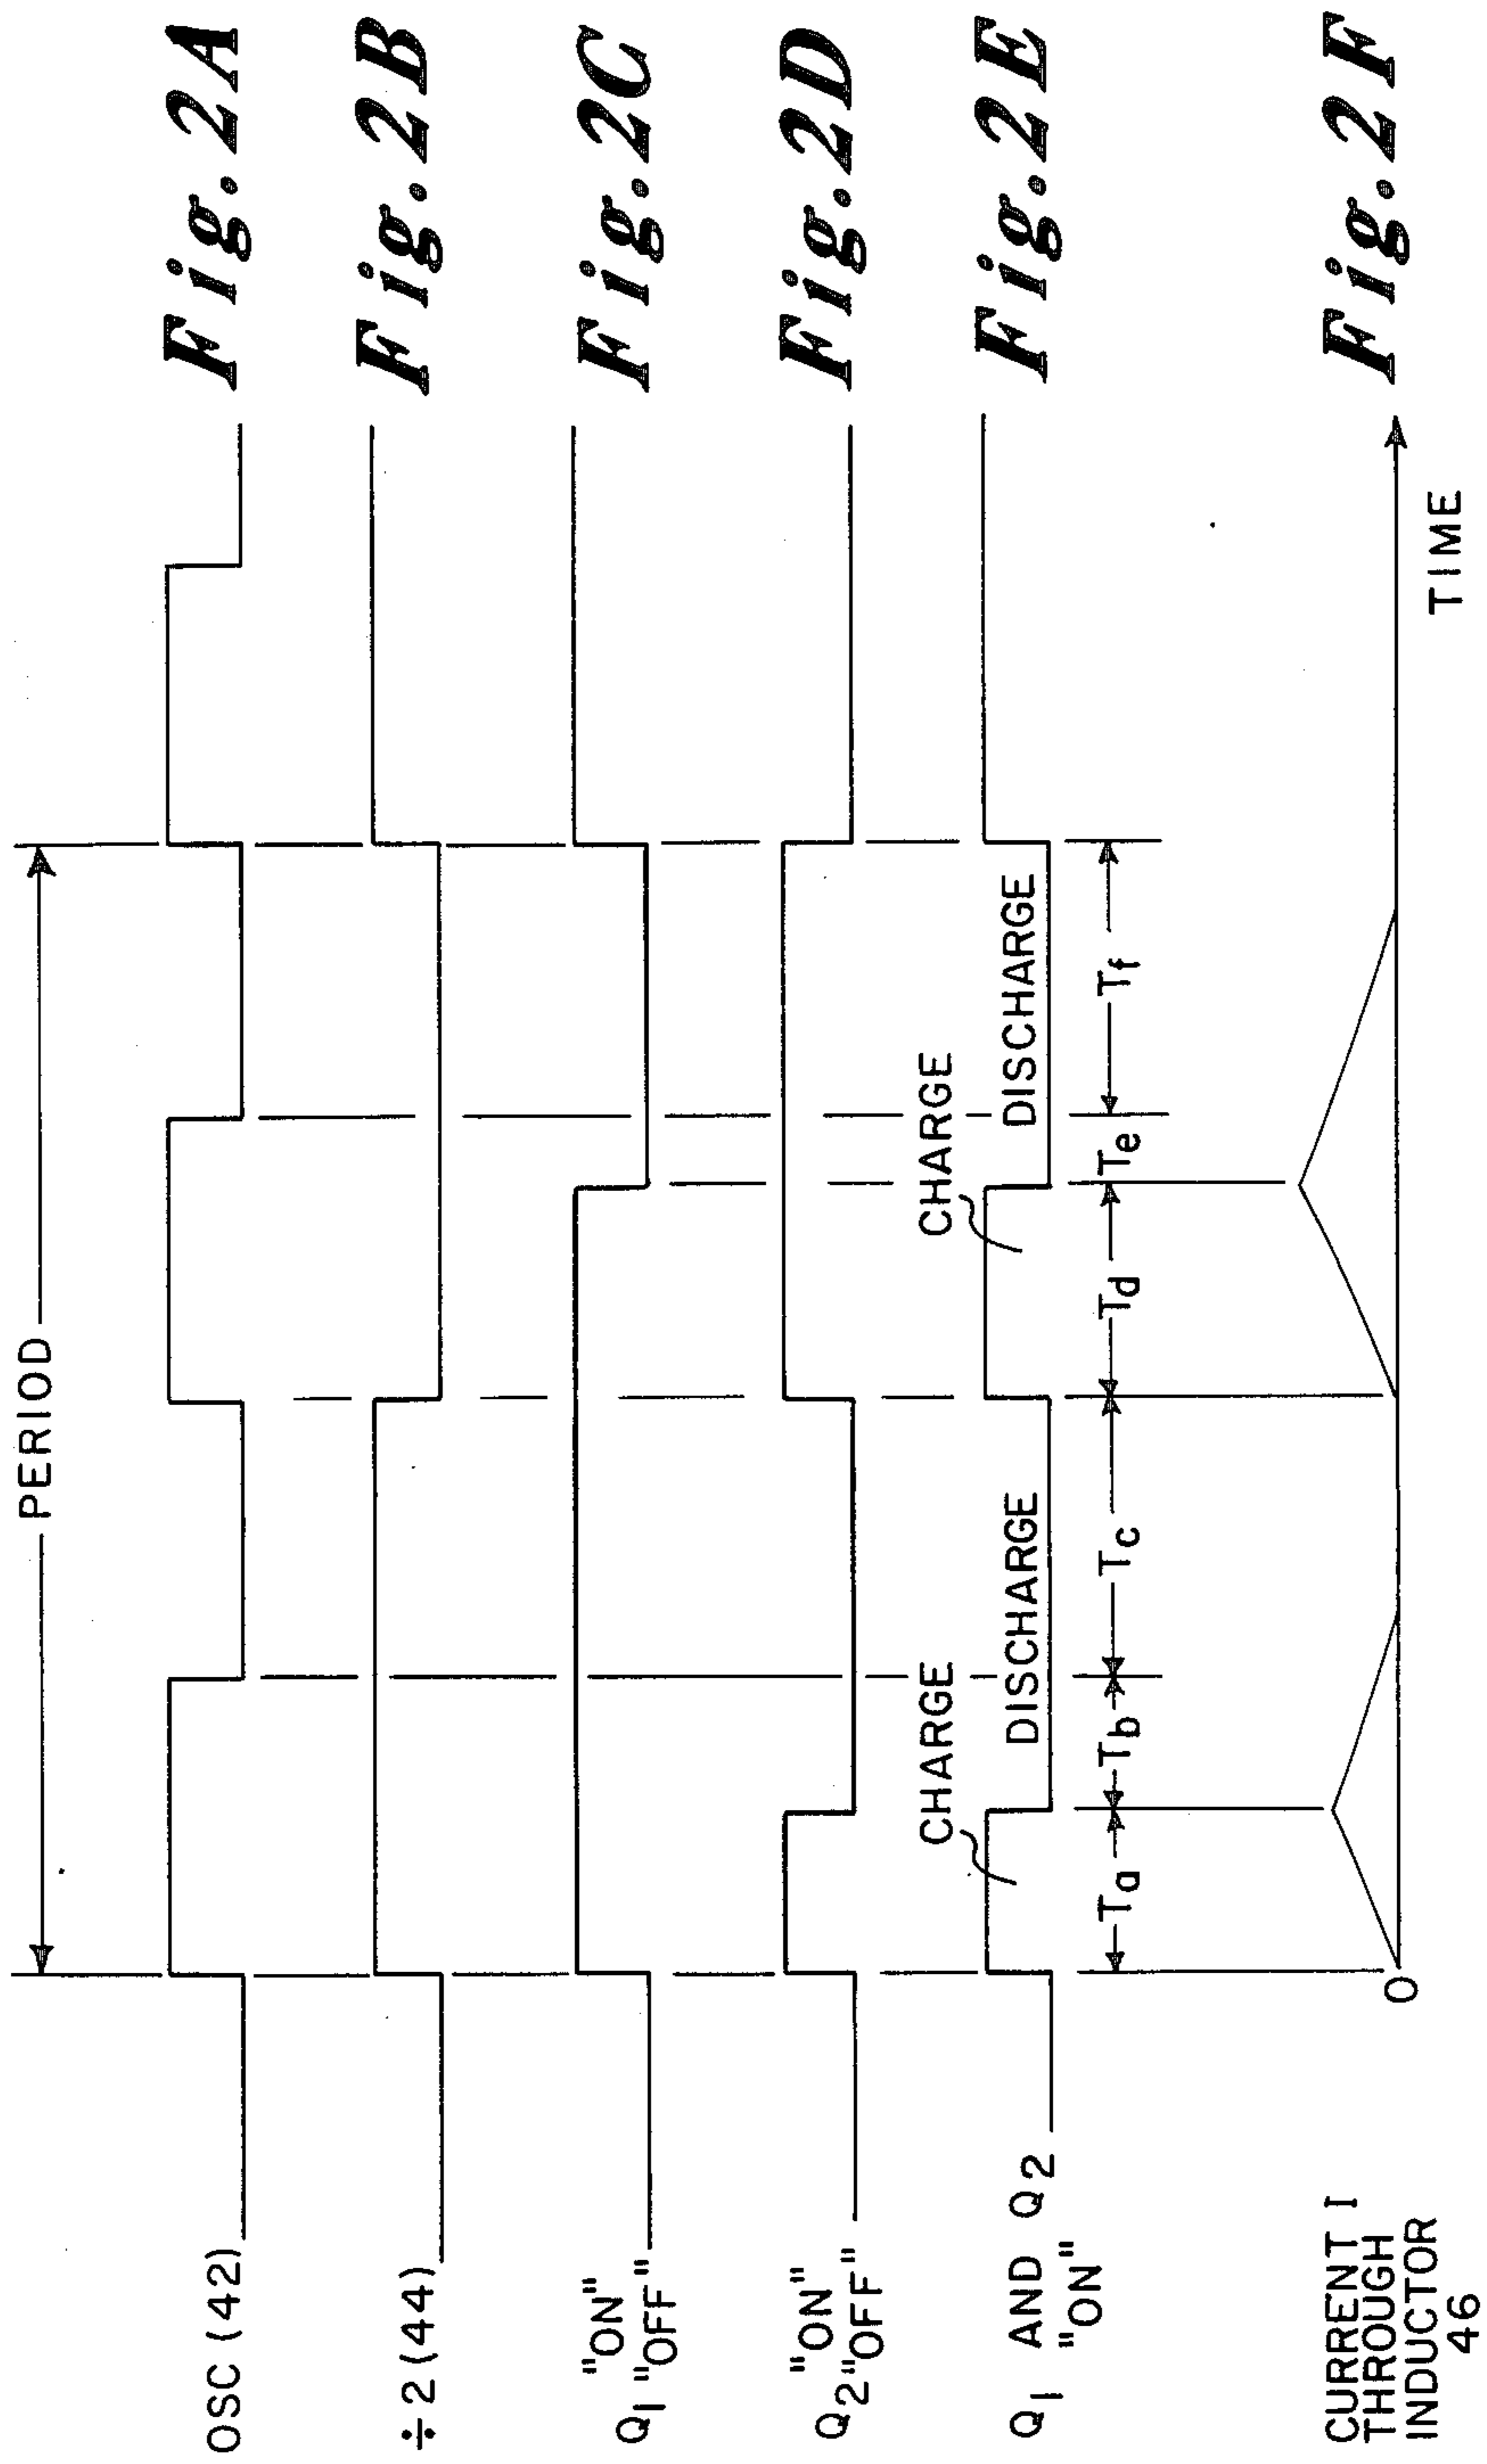 PERIOD
OSC (42)
Fig. 2A
÷2 (44)
Fig. 2B
"ON"
Q1 "OFF"
Fig. 2C
"ON"
Q2 "OFF"
Fig. 2D
CHARGE
CHARGE
Q1 AND Q2
"ON"
DISCHARGE
DISCHARGE
Fig. 2E
Ta
Tb
Tc
Td
Te
Tf
CURRENT I
THROUGH
INDUCTOR
46
0
TIME
Fig. 2F